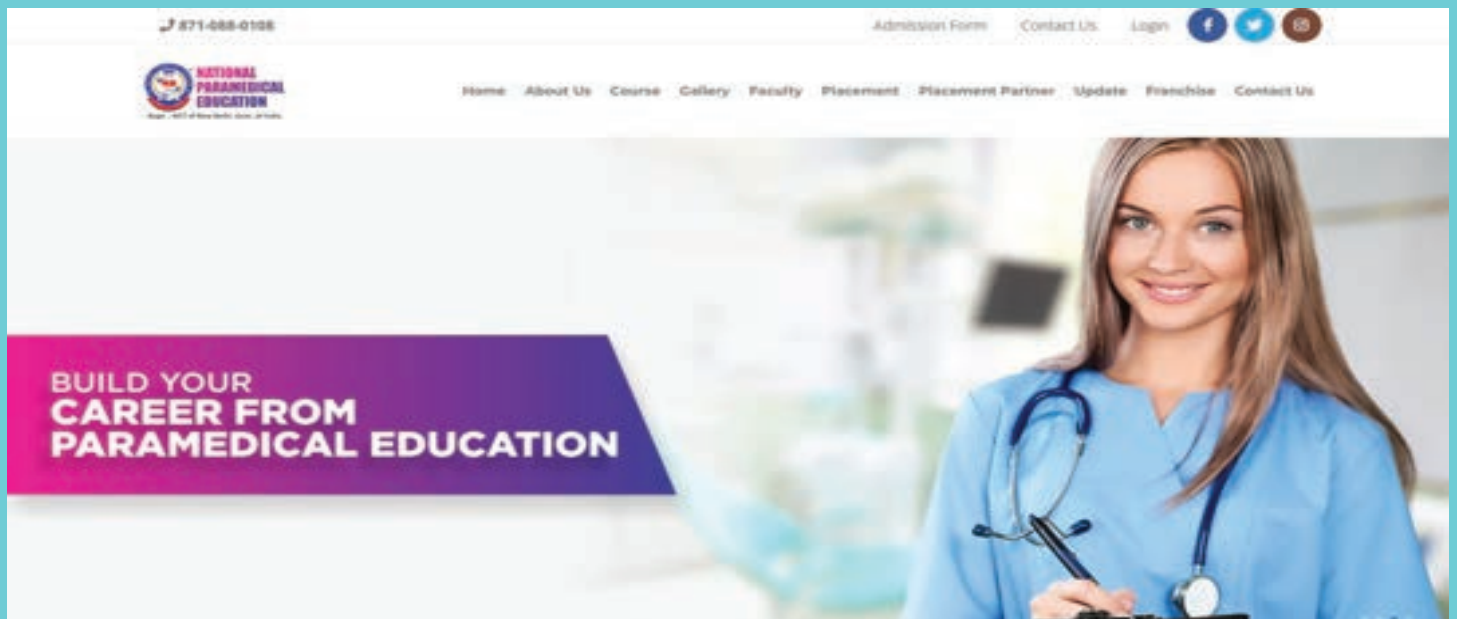 871-088-0108
Admission Form Contact Us Login
NATIONAL
PARAMEDICAL
EDUCATION
Home About Us Course Gallery Faculty Placement Placement Partner Update Franchise Contact Us
BUILD YOUR
CAREER FROM
PARAMEDICAL EDUCATION